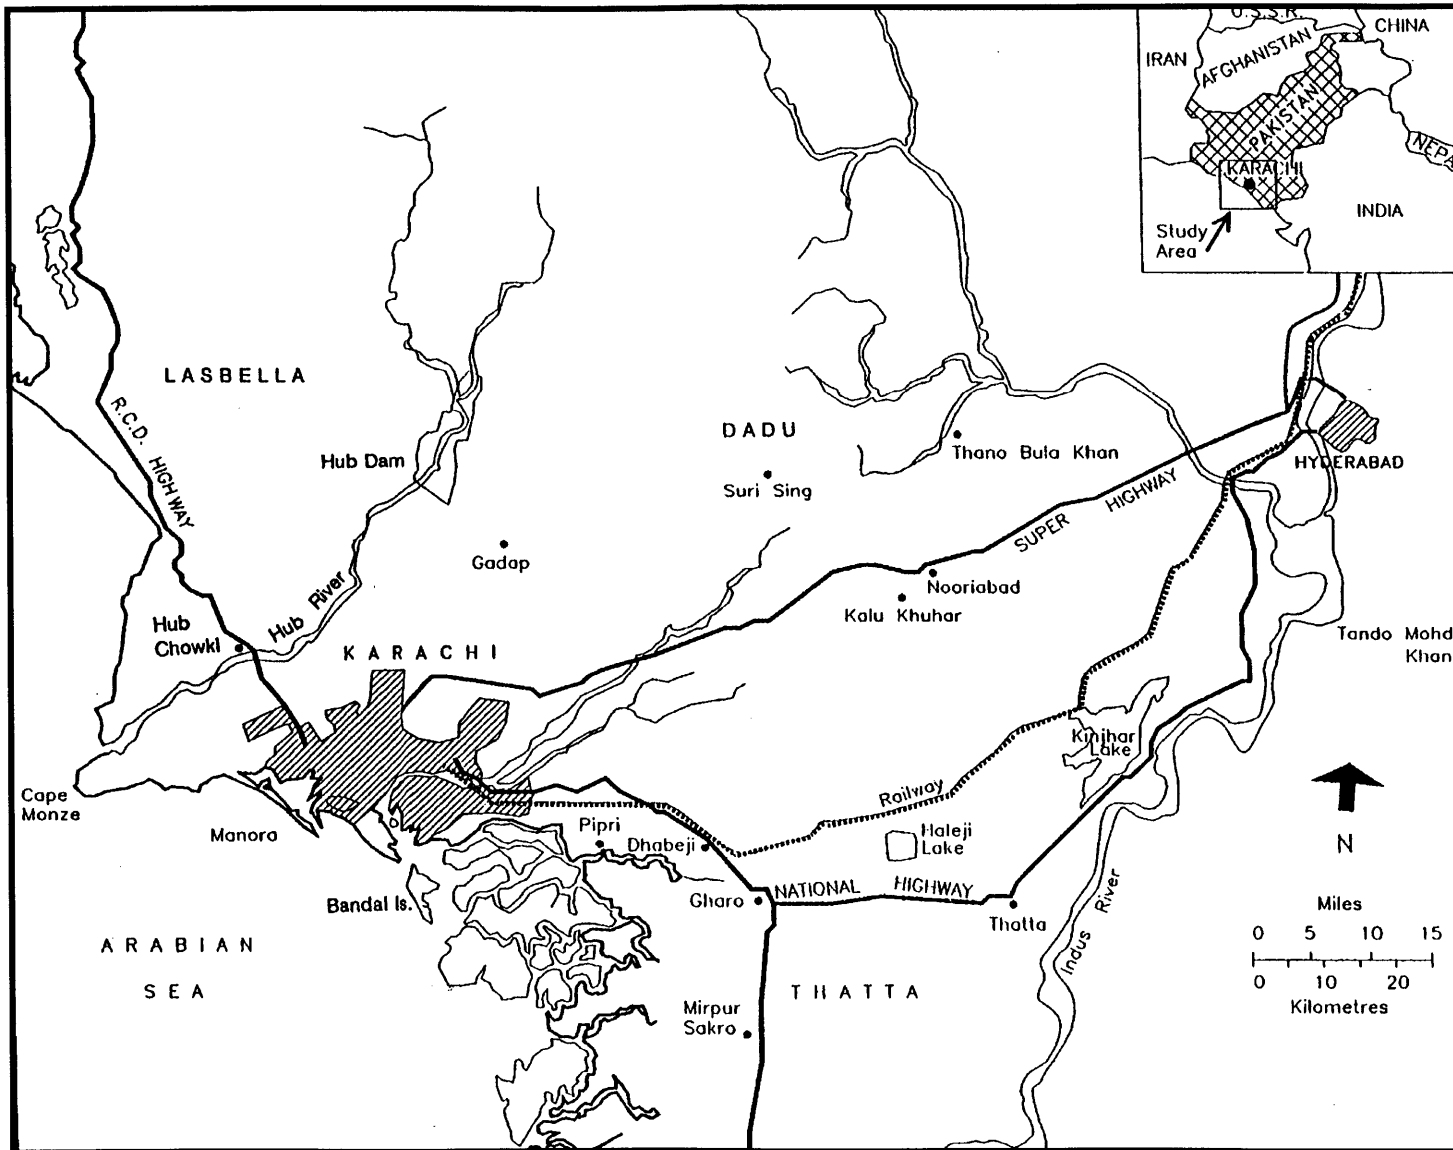 U.S.S.R.
CHINA
IRAN
AFGHANISTAN
PAKISTAN
KARACHI
INDIA
Study
Area
LASBELLA
R.C.D. HIGHWAY
Hub Dam
DADU
Thano Bula Khan
Suri Sing
HYDERABAD
SUPER HIGHWAY
Gadap
Nooriabad
Kalu Khuhar
Hub River
Hub
Chowki
KARACHI
Tando Mohd
Khan
Kinjhar
Lake
Cape
Monze
Railway
Manora
Pipri
Dhabeji
Haleji
Lake
N
Bandal Is.
Gharo
NATIONAL HIGHWAY
Thatta
Indus River
Miles
0 5 10 15
0 10 20
Kilometres
ARABIAN
SEA
THATTA
Mirpur
Sakro